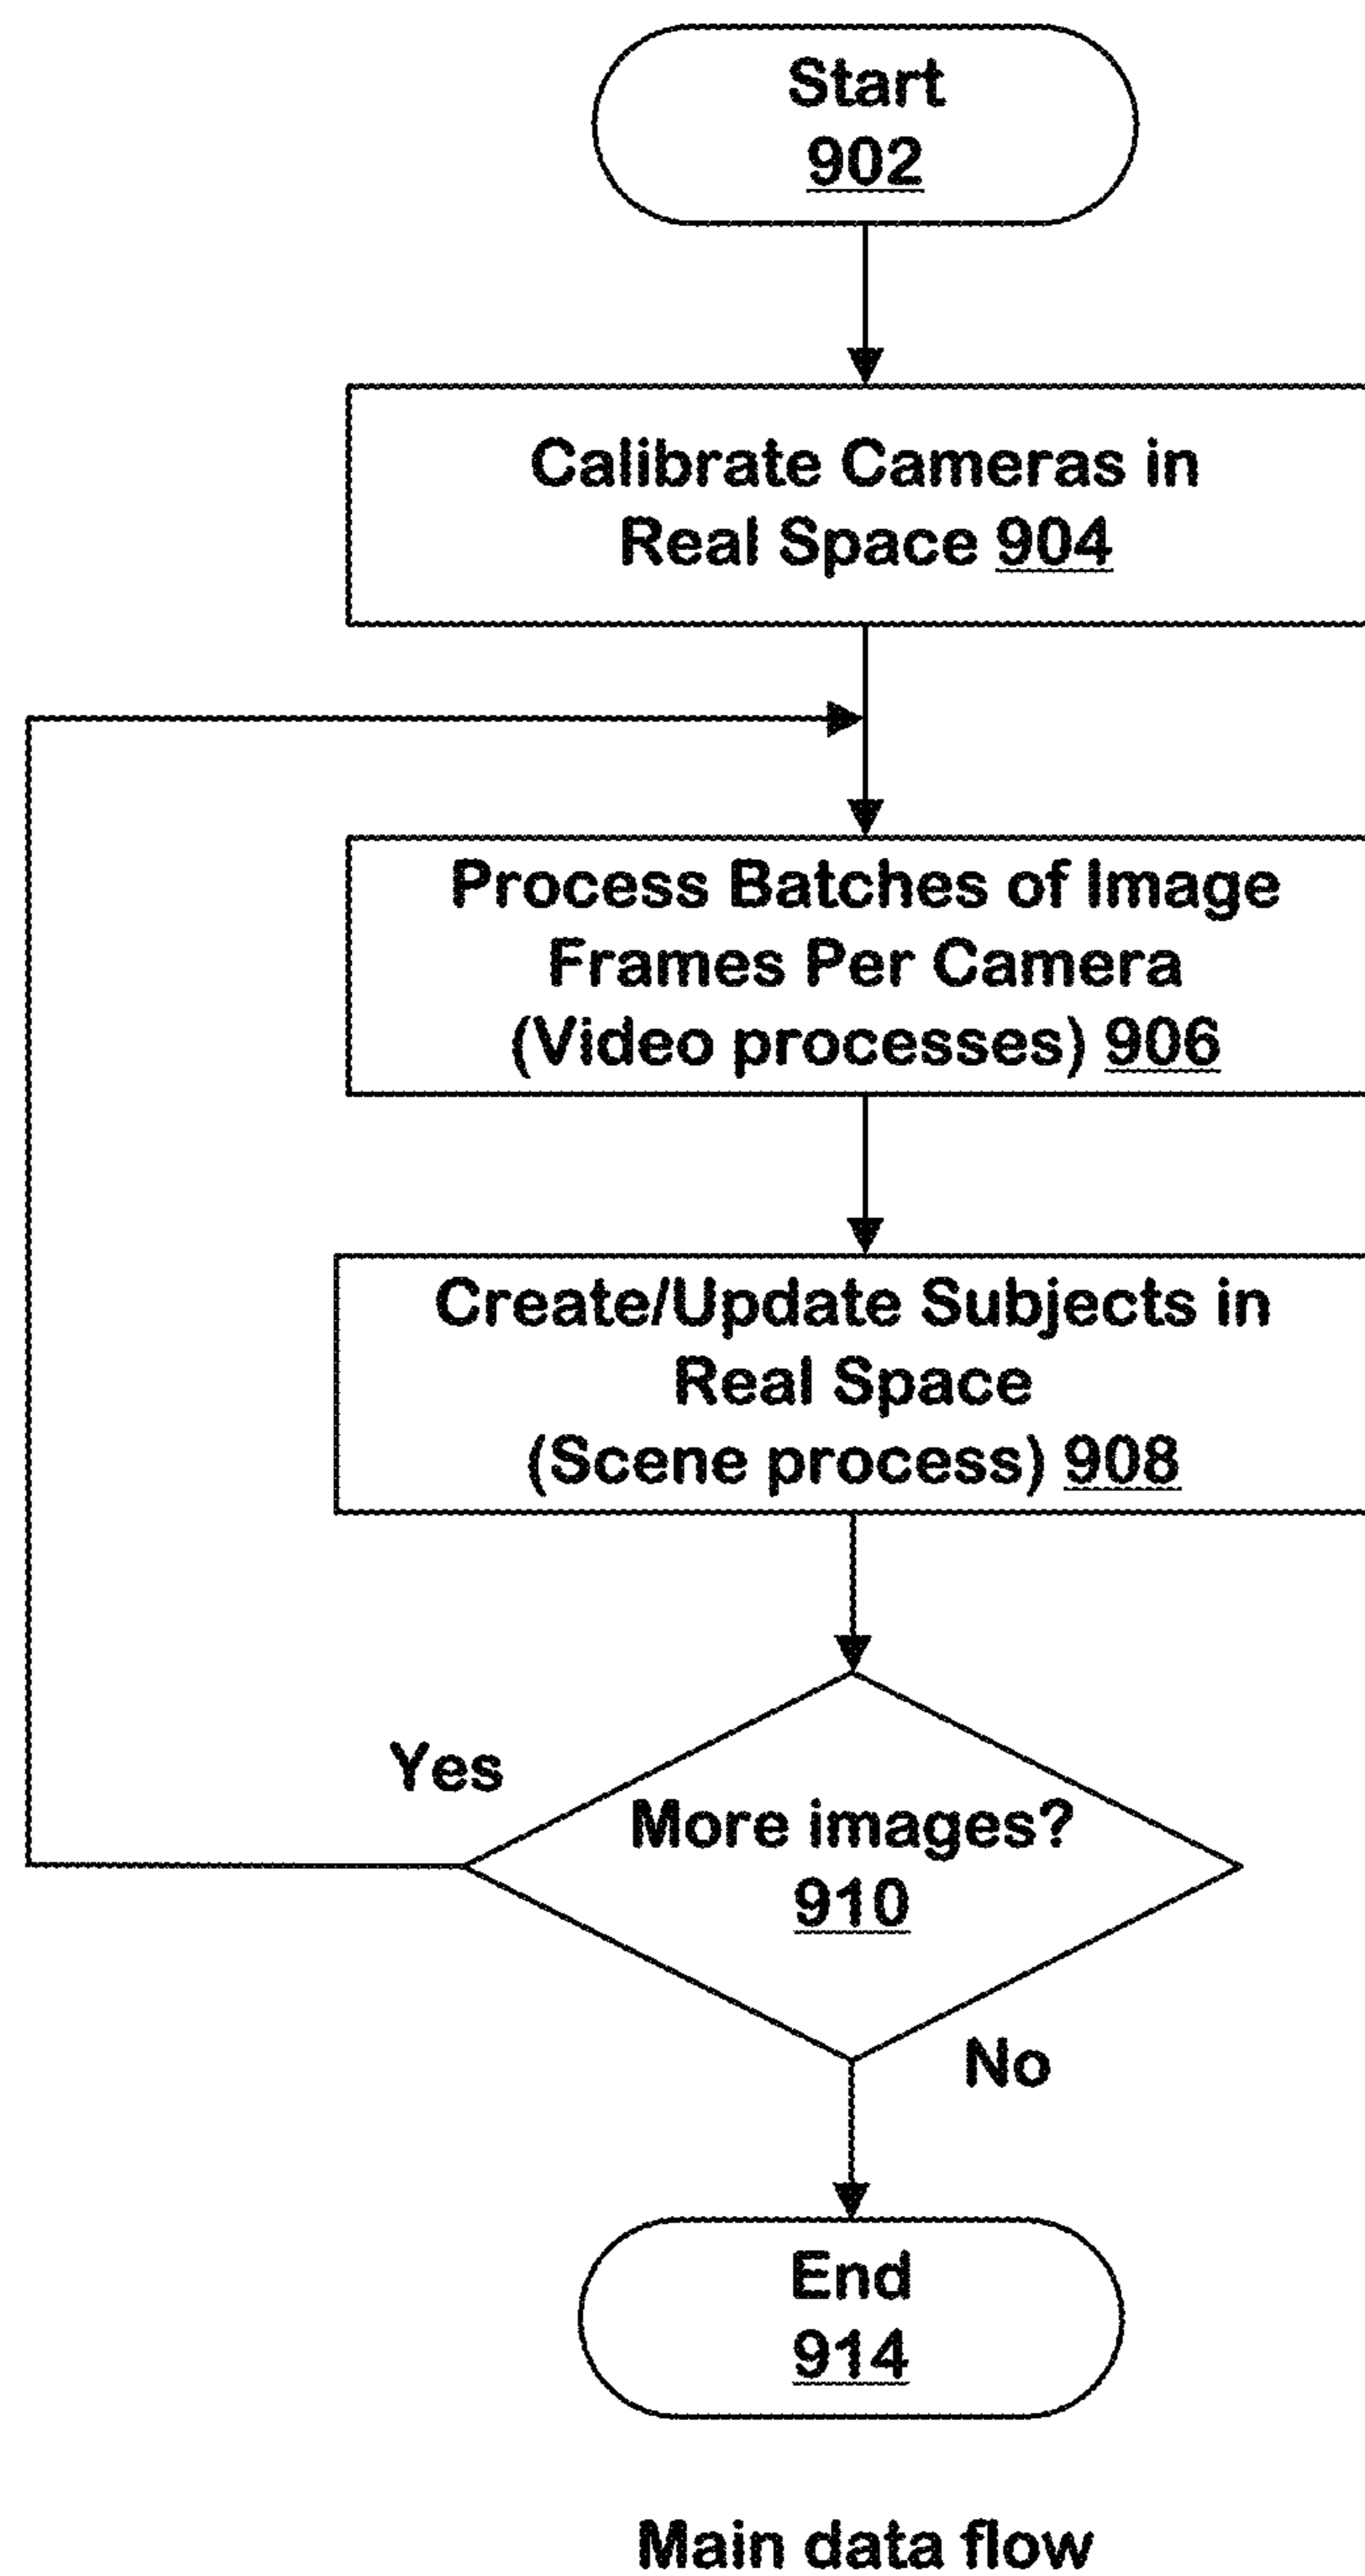 Start
902
Calibrate Cameras in
Real Space 904
Process Batches of Image
Frames Per Camera
(Video processes) 906
Create/Update Subjects in
Real Space
(Scene process) 908
Yes
More images?
910
No
End
914
Main data flow